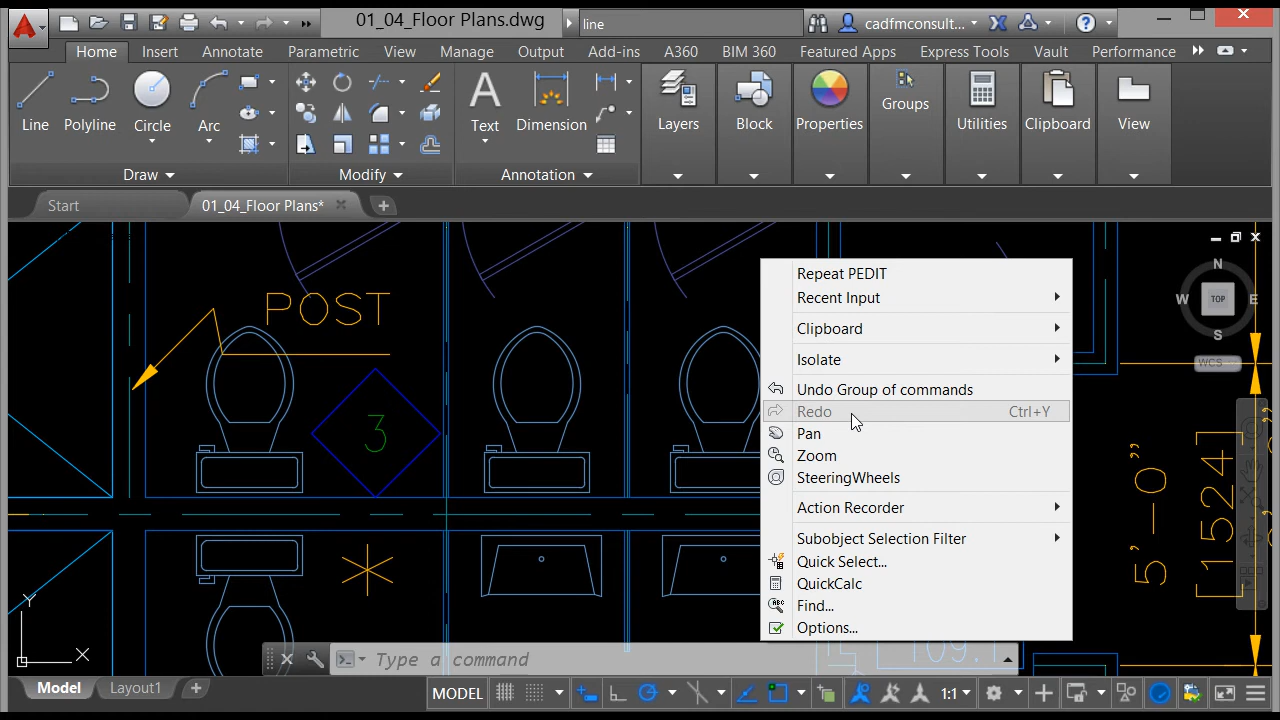 01_04_Floor Plans.dwg
line
cadfmconsult...
Home Insert Annotate Parametric View Manage Output Add-ins A360 BIM 360 Featured Apps Express Tools Vault Performance
Line Polyline Circle Arc Text Dimension Layers Block Properties Groups Utilities Clipboard View
Draw Modify Annotation
Start 01_04_Floor Plans*
POST
3
N
W TOP E
S
WCS
Repeat PEDIT
Recent Input
Clipboard
Isolate
Undo Group of commands
Redo Ctrl+Y
Pan
Zoom
SteeringWheels
Action Recorder
Subobject Selection Filter
Quick Select...
QuickCalc
Find...
Options...
5'-0"
[1524]
Y
X
Type a command
109.1
Model Layout1
MODEL 1:1